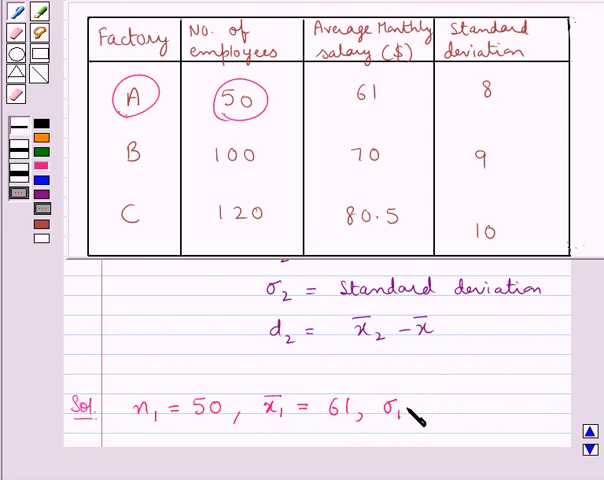 Factory No. of employees Average Monthly salary ($) Standard deviation
A 50 61 8
B 100 70 9
C 120 80.5 10
σ₂ = Standard deviation
d₂ = x̄₂ - x̄
Sol. n₁ = 50, x̄₁ = 61, σ₁